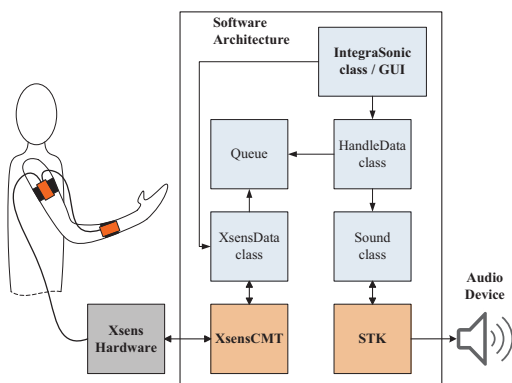 Software
Architecture
IntegraSonic
class / GUI
Queue
HandleData
class
XsensData
class
Sound
class
Audio
Device
Xsens
Hardware
XsensCMT
STK